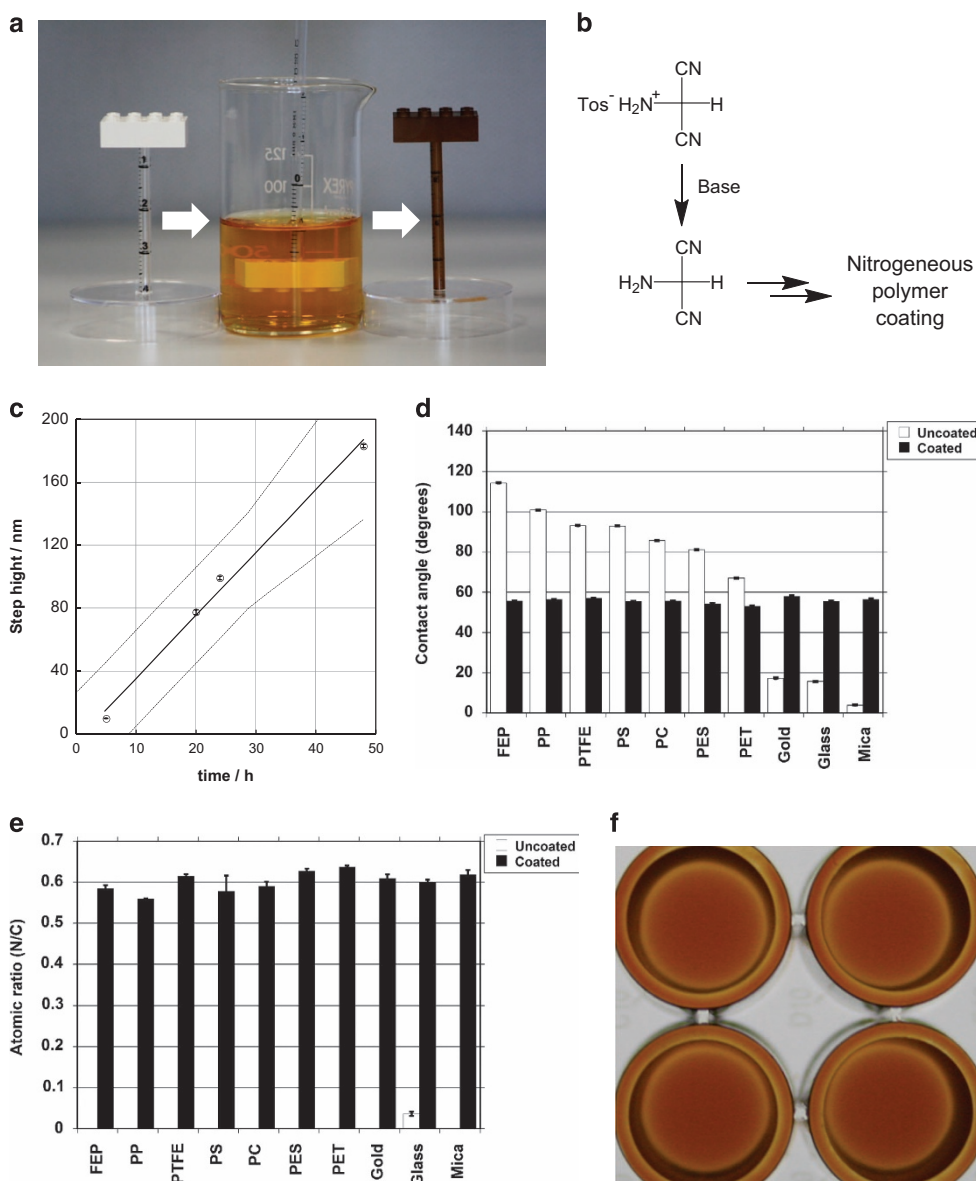 a
125
100
PYREX
0
1
2
3
4
b
CN
Tos⁻ H₂N⁺ H
CN
Base
CN
H₂N H
CN
Nitrogeneous
polymer
coating
c
200
160
120
80
40
0
0 10 20 30 40 50
Step hight / nm
time / h
d
140
120
100
80
60
40
20
0
Contact angle (degrees)
Uncoated
Coated
FEP PP PTFE PS PC PES PET Gold Glass Mica
e
0.7
0.6
0.5
0.4
0.3
0.2
0.1
0
Atomic ratio (N/C)
Uncoated
Coated
FEP PP PTFE PS PC PES PET Gold Glass Mica
f